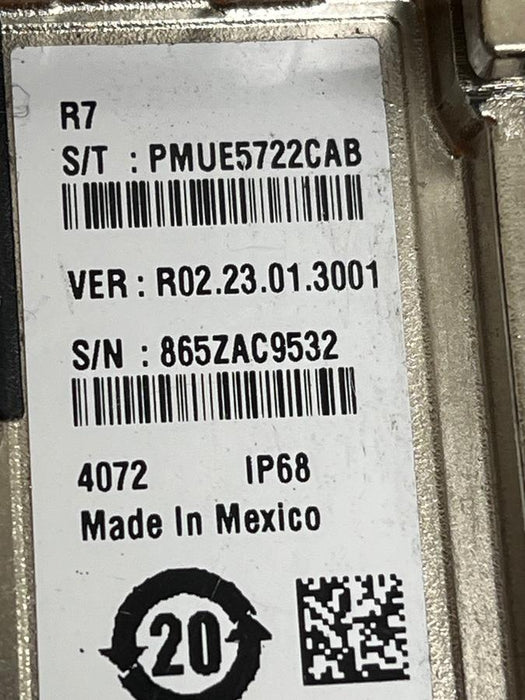 R7
S/T : PMUE5722CAB
VER : R02.23.01.3001
S/N : 865ZAC9532
4072 IP68
Made In Mexico
20